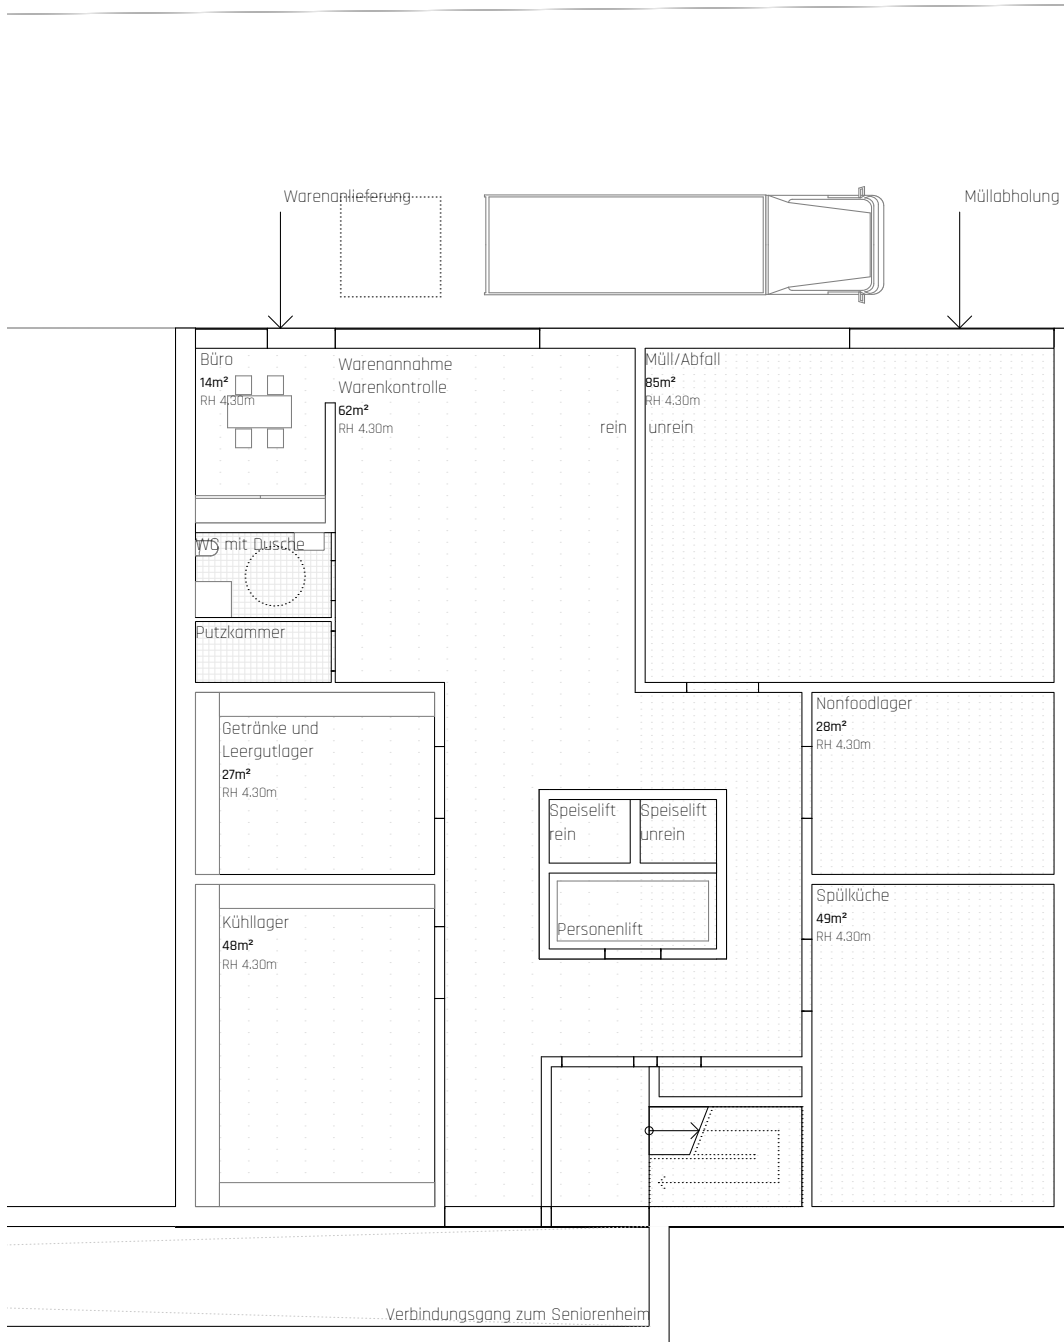 Warenanlieferung
Müllabholung
Büro
14m²
RH 4.30m
Warenannahme
Warenkontrolle
62m²
RH 4.30m
rein
Müll/Abfall
85m²
RH 4.30m
unrein
WC mit Dusche
Putzkammer
Getränke und
Leergutlager
27m²
RH 4.30m
Nonfoodlager
28m²
RH 4.30m
Speiselift
rein
Speiselift
unrein
Personenlift
Kühllager
48m²
RH 4.30m
Spülküche
49m²
RH 4.30m
Verbindungsgang zum Seniorenheim